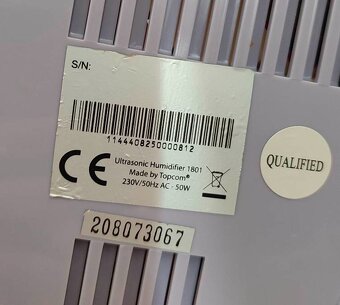 S/N:
1144408250000812
CE
Ultrasonic Humidifier 1801
Made by Topcom®
230V/50Hz AC - 50W
QUALIFIED
208073067